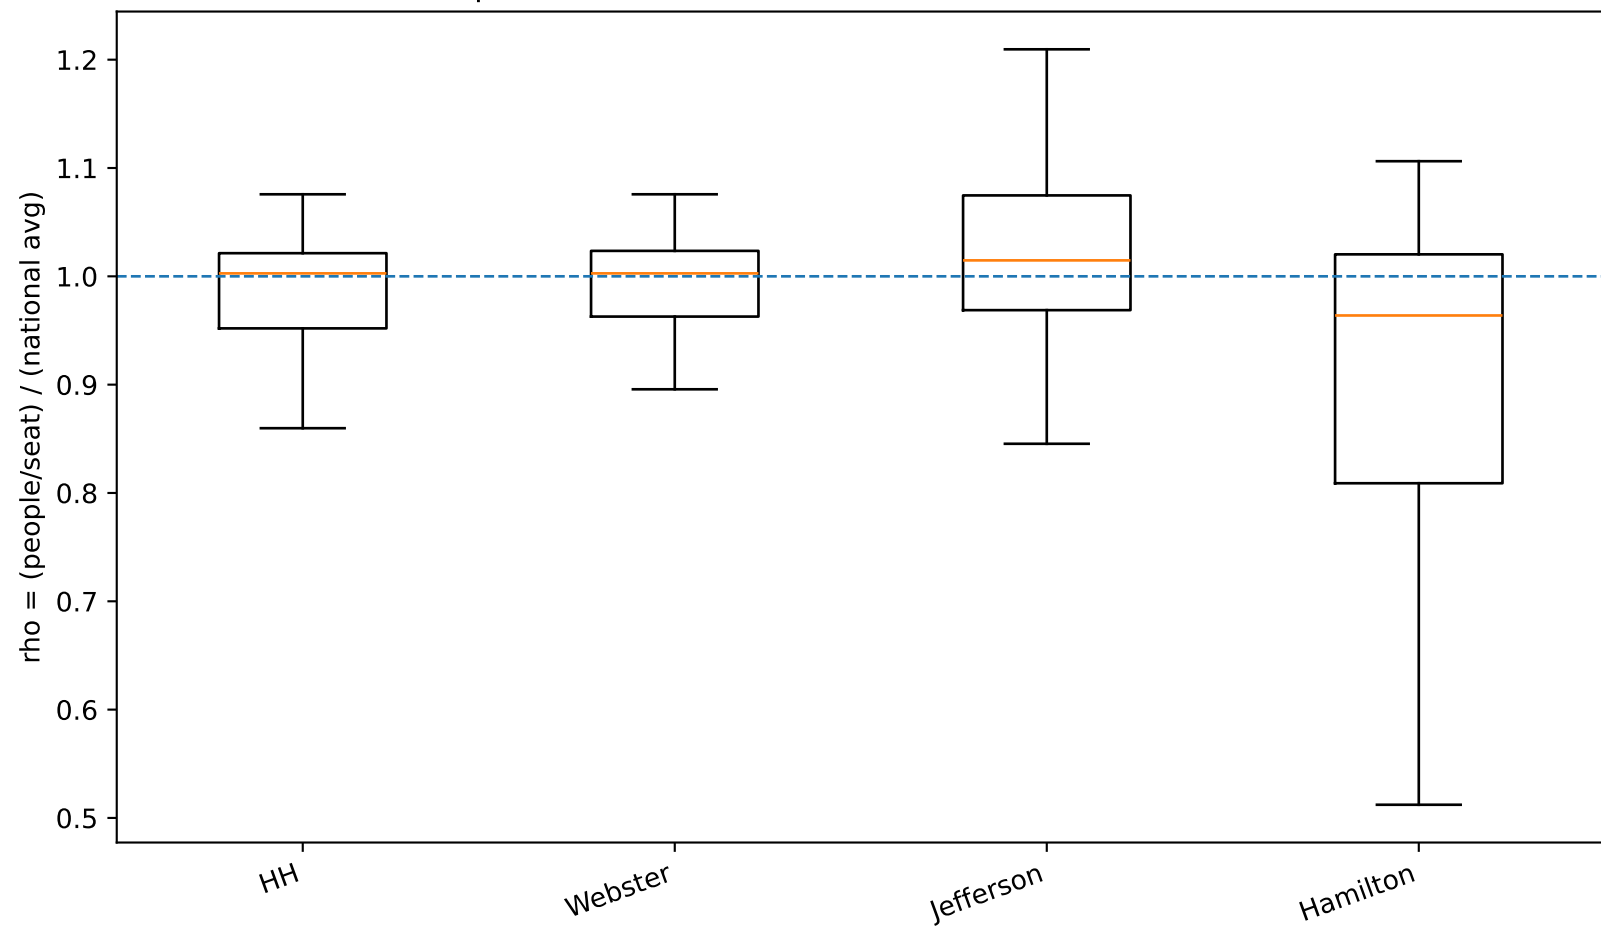 rho = (people/seat) / (national avg)
1.2
1.1
1.0
0.9
0.8
0.7
0.6
0.5
HH
Webster
Jefferson
Hamilton